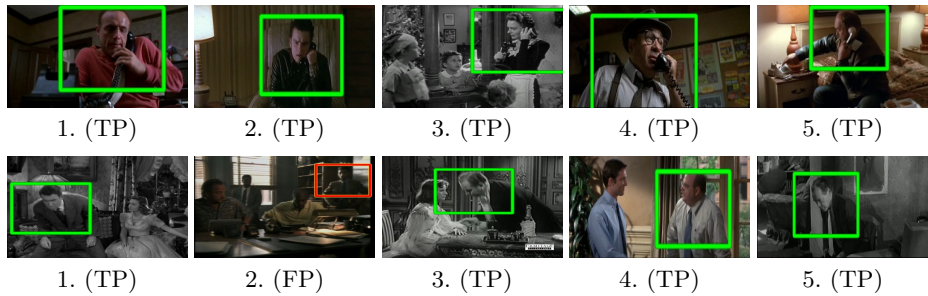 1. (TP) 2. (TP) 3. (TP) 4. (TP) 5. (TP)
1. (TP) 2. (FP) 3. (TP) 4. (TP) 5. (TP)